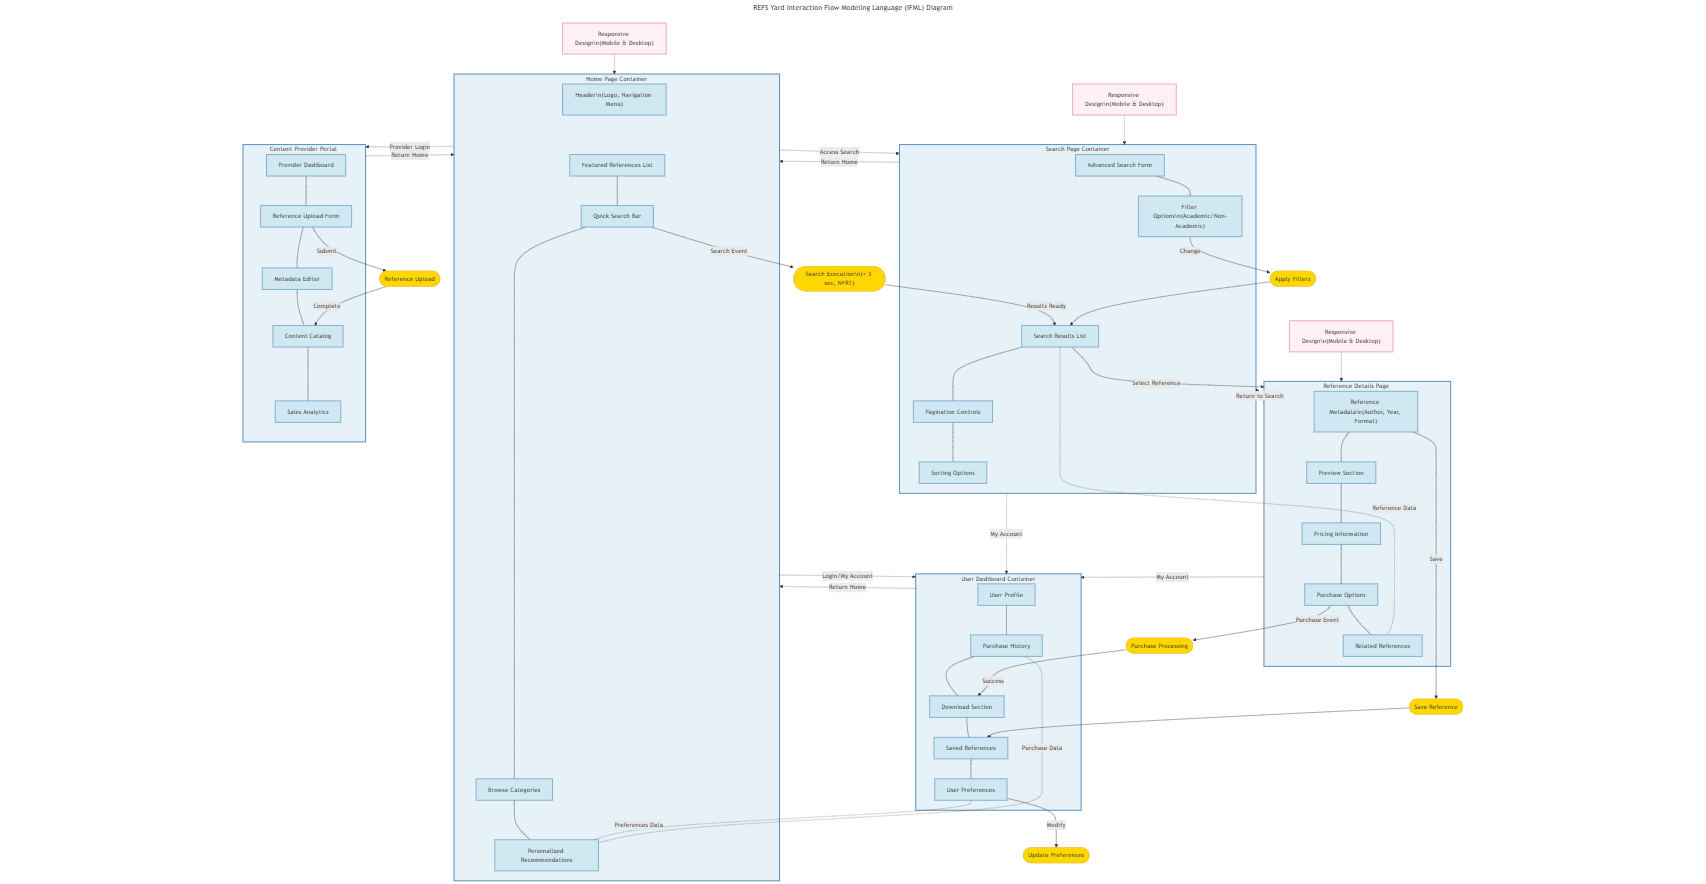 REFS Yard Interaction Flow Modeling Language (IFML) Diagram
Responsive
Design\n(Mobile & Desktop)
Home Page Container
Header\n(Logo, Navigation
Menu)
Responsive
Design\n(Mobile & Desktop)
Provider Login
Return Home
Access Search
Return Home
Content Provider Portal
Provider Dashboard
Featured References List
Search Page Container
Advanced Search Form
Reference Upload Form
Quick Search Bar
Filter
Options\n(Academic/Non-
Academic)
Submit
Search Event
Change
Metadata Editor
Reference Upload
Search Execution\n(< 3
sec, NFR1)
Apply Filters
Complete
Results Ready
Content Catalog
Search Results List
Responsive
Design\n(Mobile & Desktop)
Select Reference
Reference Details Page
Return to Search
Sales Analytics
Pagination Controls
Reference
Metadata\n(Author, Year,
Format)
Sorting Options
Preview Section
Reference Data
My Account
Pricing Information
Save
Login/My Account
Return Home
User Dashboard Container
My Account
User Profile
Purchase Options
Purchase Event
Purchase History
Purchase Processing
Related References
Success
Download Section
Save Reference
Saved References
Purchase Data
Browse Categories
User Preferences
Preferences Data
Modify
Personalized
Recommendations
Update Preferences